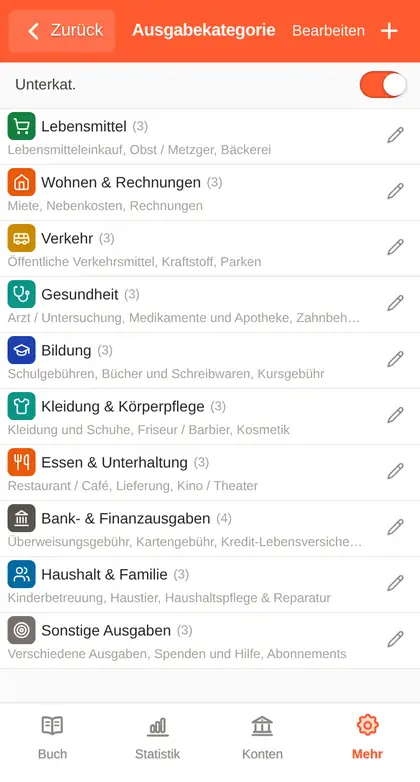 Zurück Ausgabekategorie Bearbeiten
Unterkat.
Lebensmittel (3)
Lebensmitteleinkauf, Obst / Metzger, Bäckerei
Wohnen & Rechnungen (3)
Miete, Nebenkosten, Rechnungen
Verkehr (3)
Öffentliche Verkehrsmittel, Kraftstoff, Parken
Gesundheit (3)
Arzt / Untersuchung, Medikamente und Apotheke, Zahnbeh…
Bildung (3)
Schulgebühren, Bücher und Schreibwaren, Kursgebühr
Kleidung & Körperpflege (3)
Kleidung und Schuhe, Friseur / Barbier, Kosmetik
Essen & Unterhaltung (3)
Restaurant / Café, Lieferung, Kino / Theater
Bank- & Finanzausgaben (4)
Überweisungsgebühr, Kartengebühr, Kredit-Lebensversiche…
Haushalt & Familie (3)
Kinderbetreuung, Haustier, Haushaltspflege & Reparatur
Sonstige Ausgaben (3)
Verschiedene Ausgaben, Spenden und Hilfe, Abonnements
Buch Statistik Konten Mehr